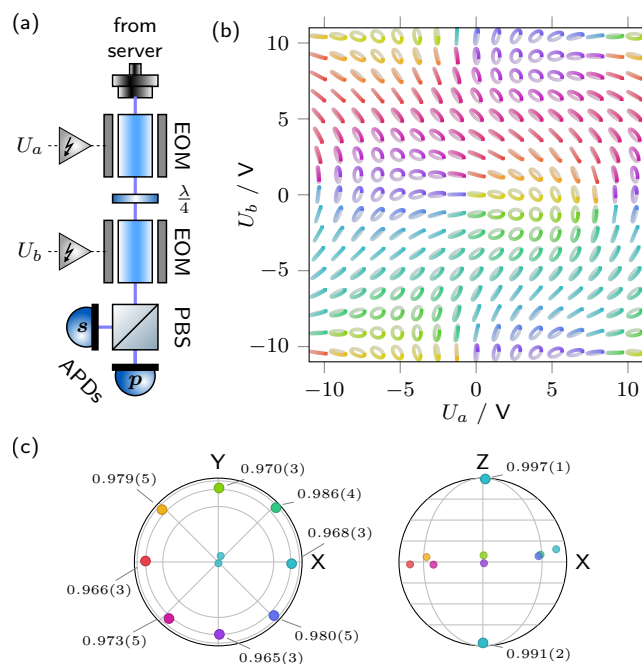 (a)
from
server
U_a
EOM
λ/4
U_b
EOM
PBS
s
p
APDs
(b)
U_b / V
10
5
0
−5
−10
−10
−5
0
5
10
U_a / V
(c)
Y
0.970(3)
0.979(5)
0.986(4)
0.968(3)
X
0.966(3)
0.973(5)
0.980(5)
0.965(3)
Z
0.997(1)
X
0.991(2)